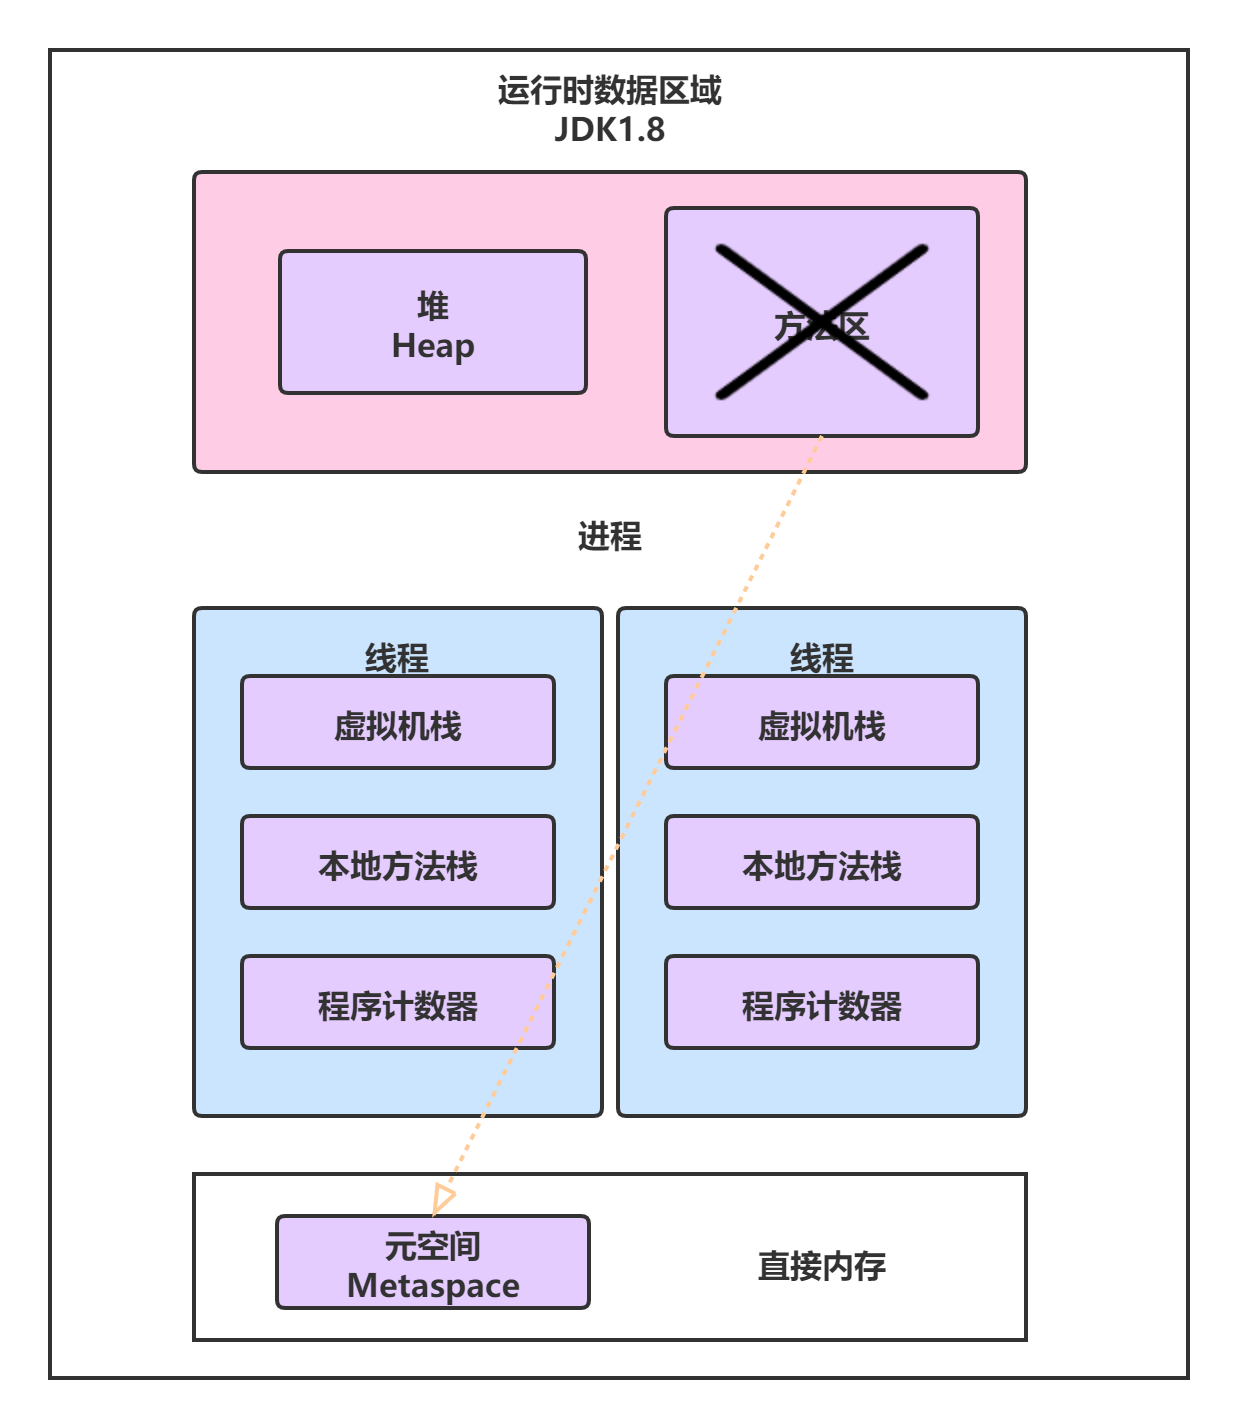 运行时数据区域
JDK1.8
堆
Heap
方法区
进程
线程
虚拟机栈
本地方法栈
程序计数器
线程
虚拟机栈
本地方法栈
程序计数器
元空间
Metaspace
直接内存